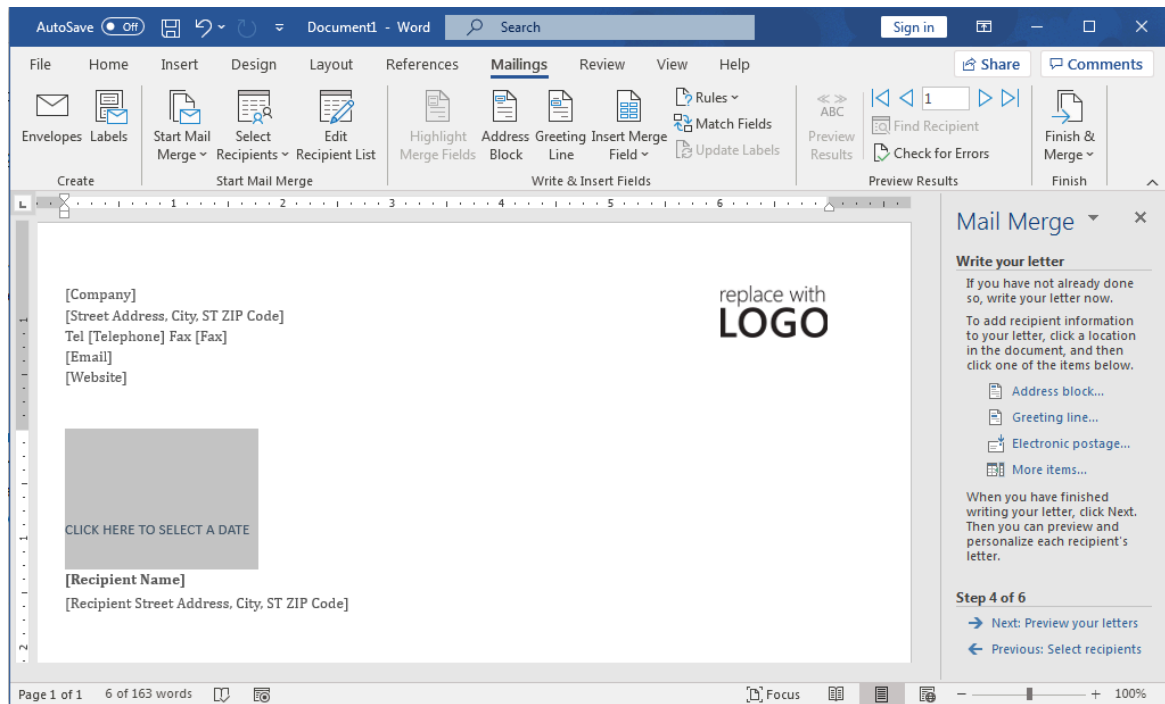 AutoSave Off Document1 - Word Search Sign in
File Home Insert Design Layout References Mailings Review View Help Share Comments
Envelopes Labels
Create
Start Mail Merge Select Recipients Edit Recipient List
Start Mail Merge
Highlight Merge Fields Address Block Greeting Line Insert Merge Field
Rules
Match Fields
Update Labels
Write & Insert Fields
ABC
Preview Results
1
Find Recipient
Check for Errors
Preview Results
Finish & Merge
Finish
L 1 2 3 4 5 6
1
1
2
[Company]
[Street Address, City, ST ZIP Code]
Tel [Telephone] Fax [Fax]
[Email]
[Website]
replace with
LOGO
CLICK HERE TO SELECT A DATE
[Recipient Name]
[Recipient Street Address, City, ST ZIP Code]
Mail Merge
Write your letter
If you have not already done
so, write your letter now.
To add recipient information
to your letter, click a location
in the document, and then
click one of the items below.
Address block...
Greeting line...
Electronic postage...
More items...
When you have finished
writing your letter, click Next.
Then you can preview and
personalize each recipient's
letter.
Step 4 of 6
Next: Preview your letters
Previous: Select recipients
Page 1 of 1 6 of 163 words Focus 100%